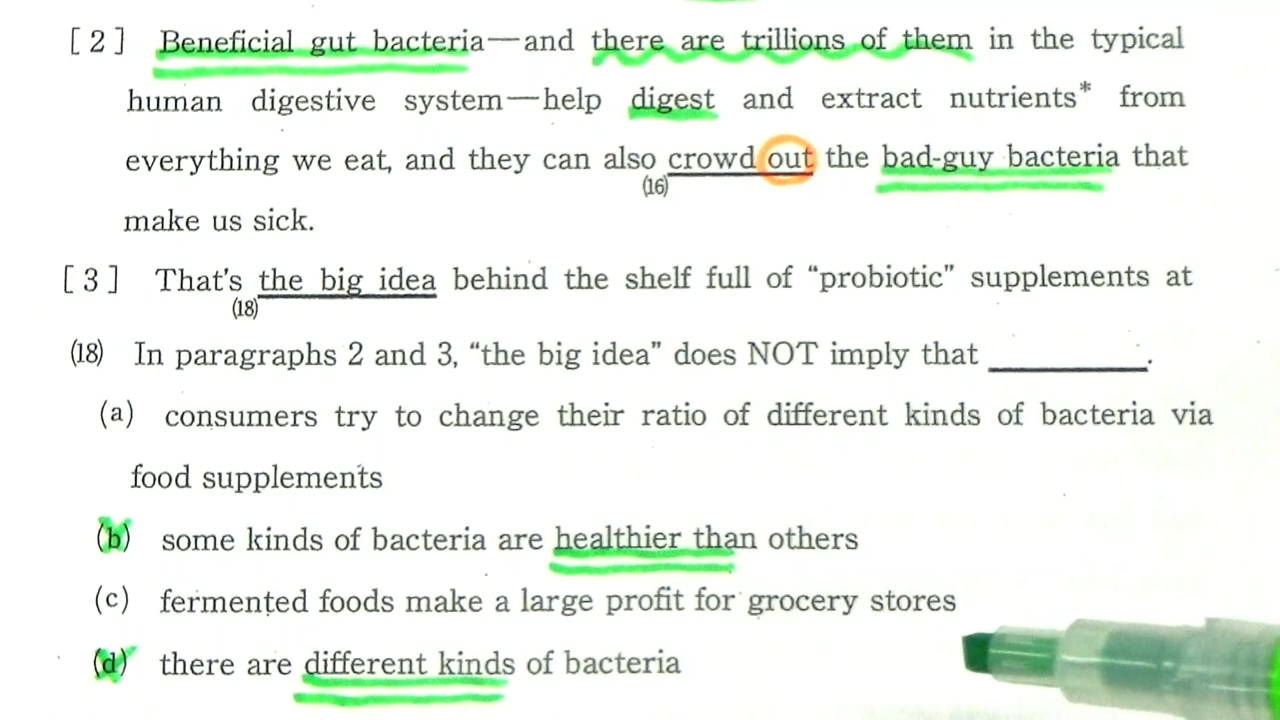 [2] Beneficial gut bacteria—and there are trillions of them in the typical
human digestive system—help digest and extract nutrients* from
everything we eat, and they can also crowd out the bad-guy bacteria that
(16)
make us sick.
[3] That's the big idea behind the shelf full of “probiotic” supplements at
(18)
(18) In paragraphs 2 and 3, “the big idea” does NOT imply that ________.
(a) consumers try to change their ratio of different kinds of bacteria via
food supplements
(b) some kinds of bacteria are healthier than others
(c) fermented foods make a large profit for grocery stores
(d) there are different kinds of bacteria